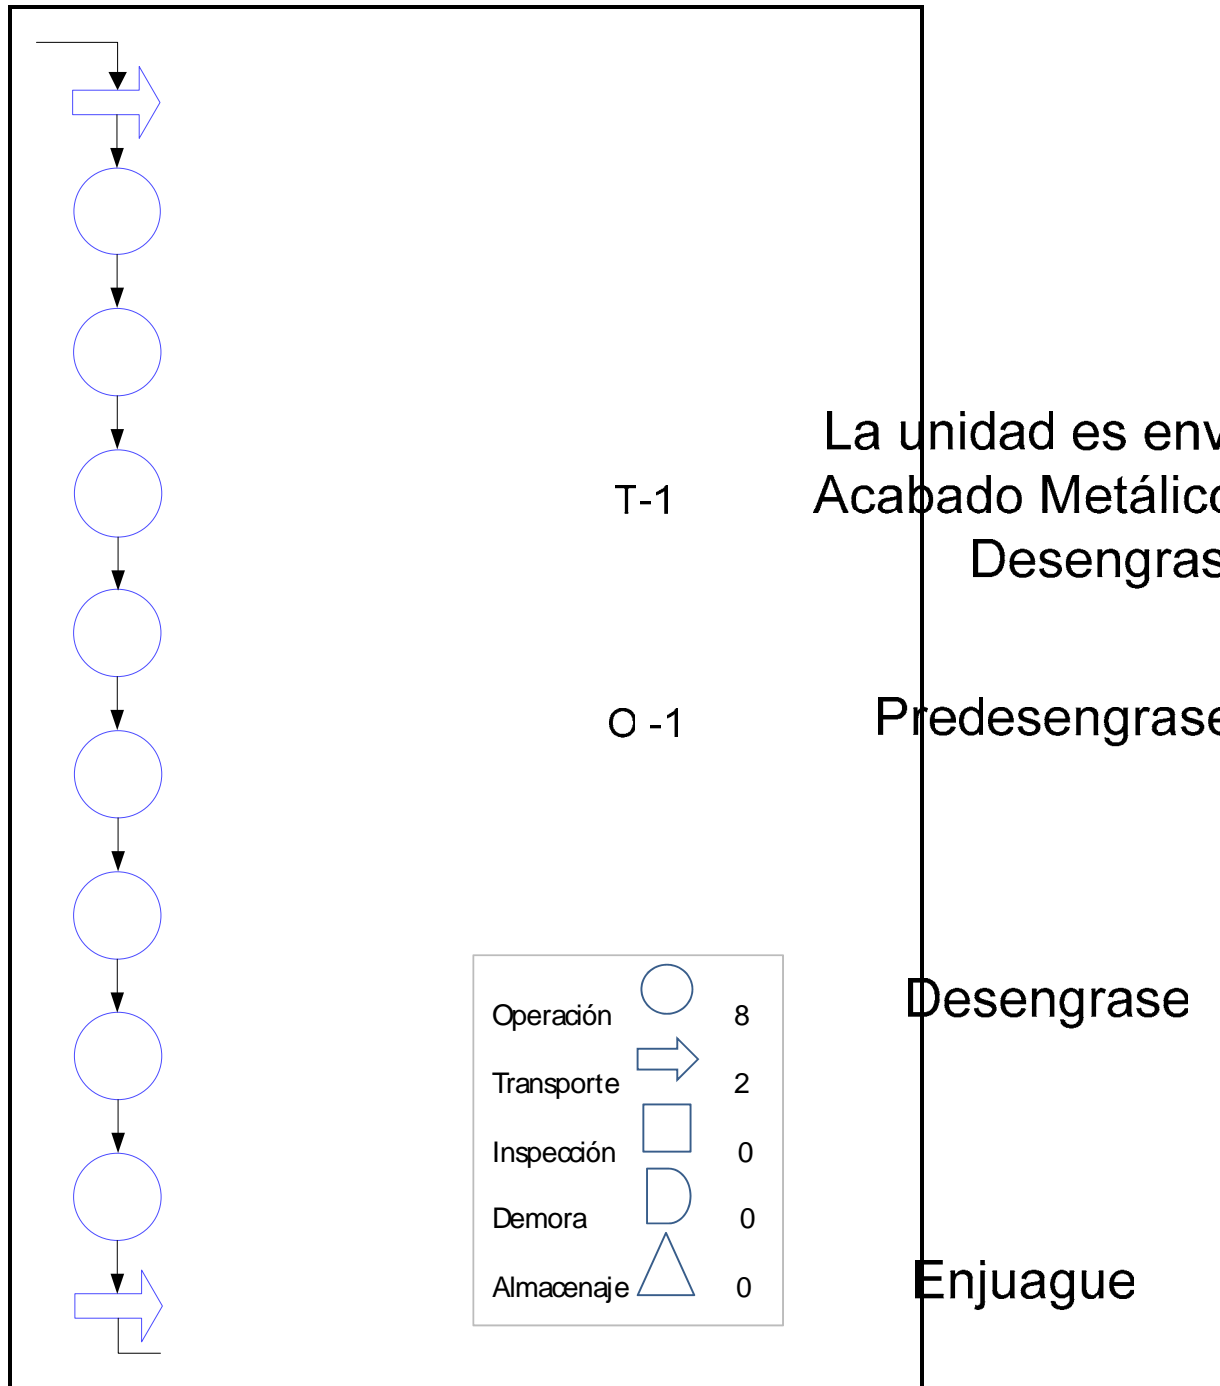 La unidad es env
T-1
Acabado Metálico
Desengras
O -1
Predesengrase
Operación 8
Transporte 2
Inspección 0
Demora 0
Almacenaje 0
Desengrase
Enjuague